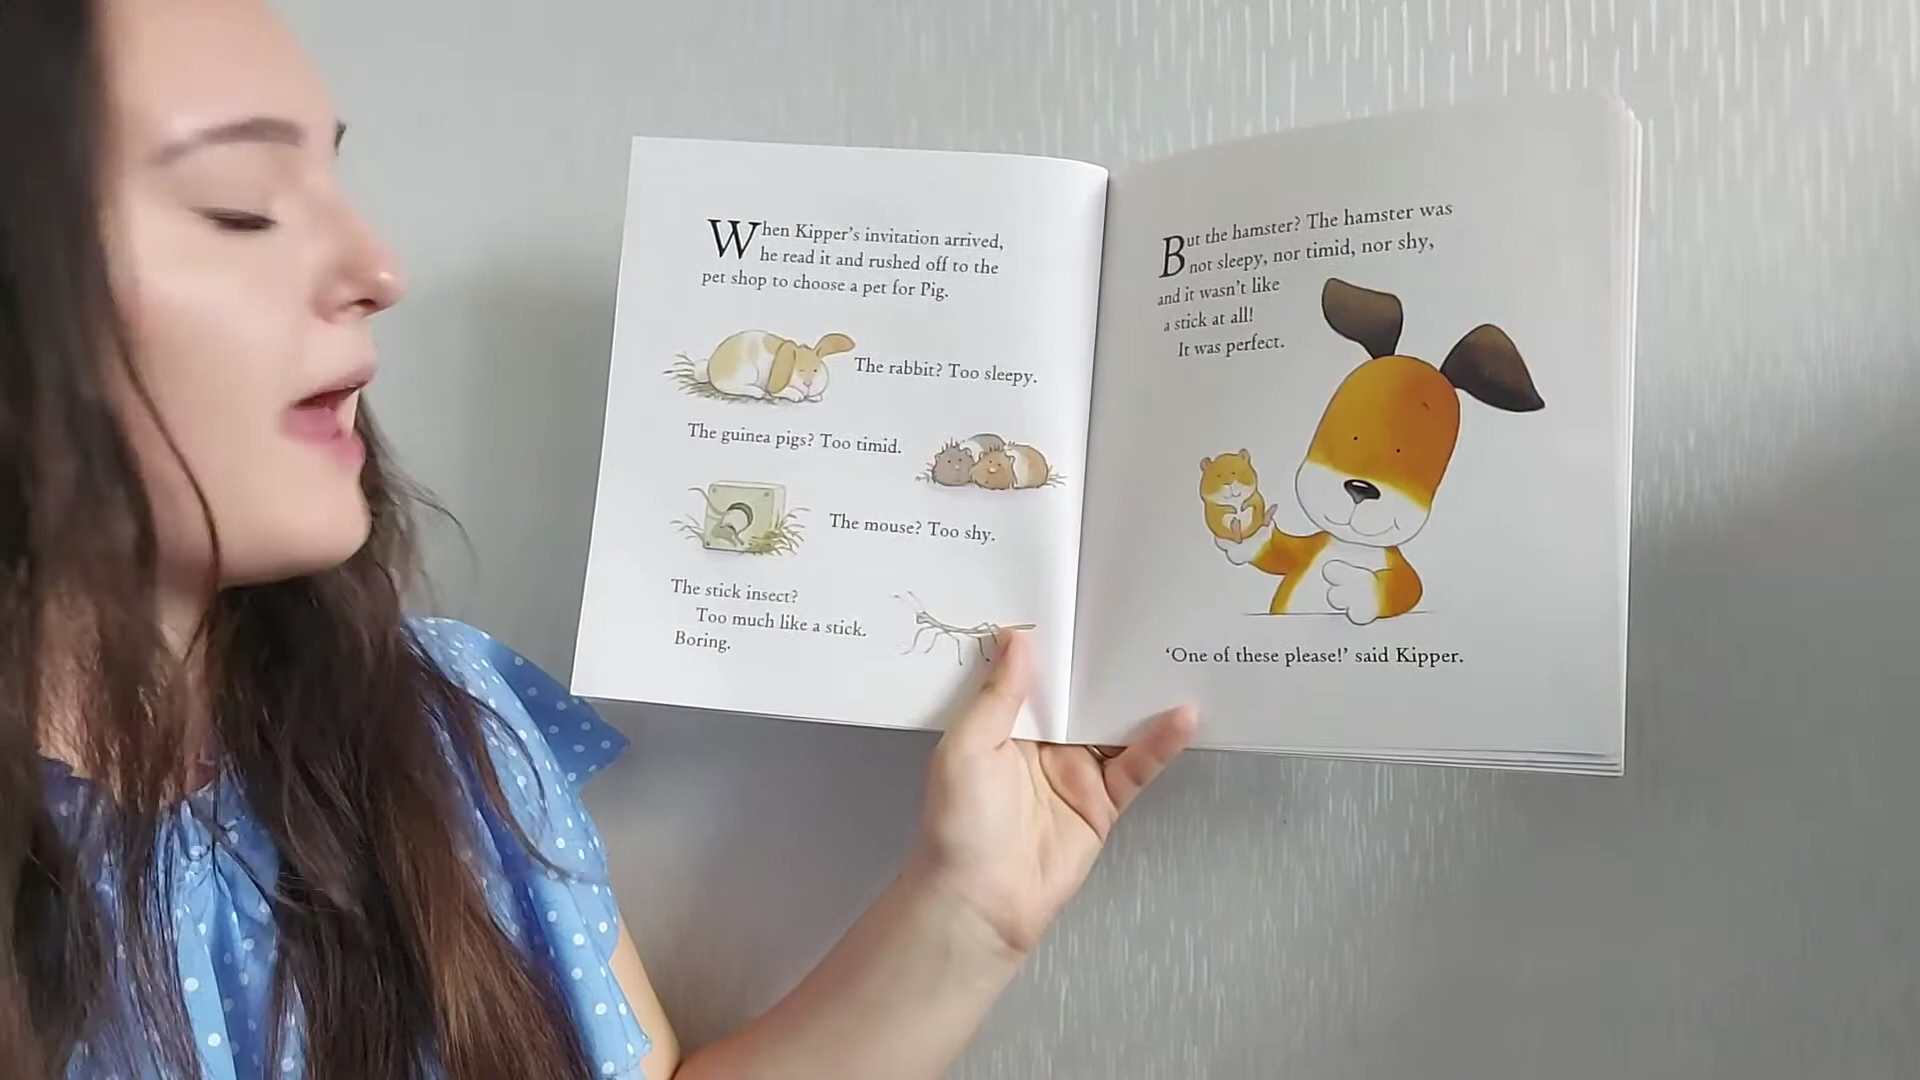 When Kipper's invitation arrived,
he read it and rushed off to the
pet shop to choose a pet for Pig.
The rabbit? Too sleepy.
The guinea pigs? Too timid.
The mouse? Too shy.
The stick insect?
Too much like a stick.
Boring.
But the hamster? The hamster was
not sleepy, nor timid, nor shy,
and it wasn't like
a stick at all!
It was perfect.
'One of these please!' said Kipper.